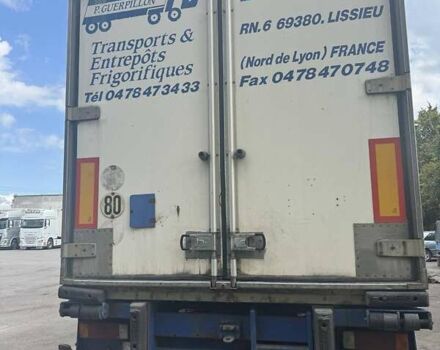 P. GUERPILLON
Transports &
Entrepôts
Frigorifiques
Tél 0478473433
RN.6 69380. LISSIEU
(Nord de Lyon) FRANCE
Fax 0478470748
80